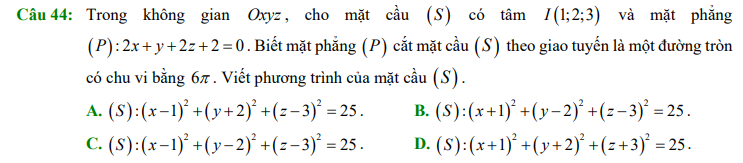 Câu 44: Trong không gian Oxyz, cho mặt cầu (S) có tâm I(1;2;3) và mặt phẳng
(P):2x+y+2z+2=0. Biết mặt phẳng (P) cắt mặt cầu (S) theo giao tuyến là một đường tròn
có chu vi bằng 6π. Viết phương trình của mặt cầu (S).
A. (S):(x−1)²+(y+2)²+(z−3)²=25. B. (S):(x+1)²+(y−2)²+(z−3)²=25.
C. (S):(x−1)²+(y−2)²+(z−3)²=25. D. (S):(x+1)²+(y+2)²+(z+3)²=25.